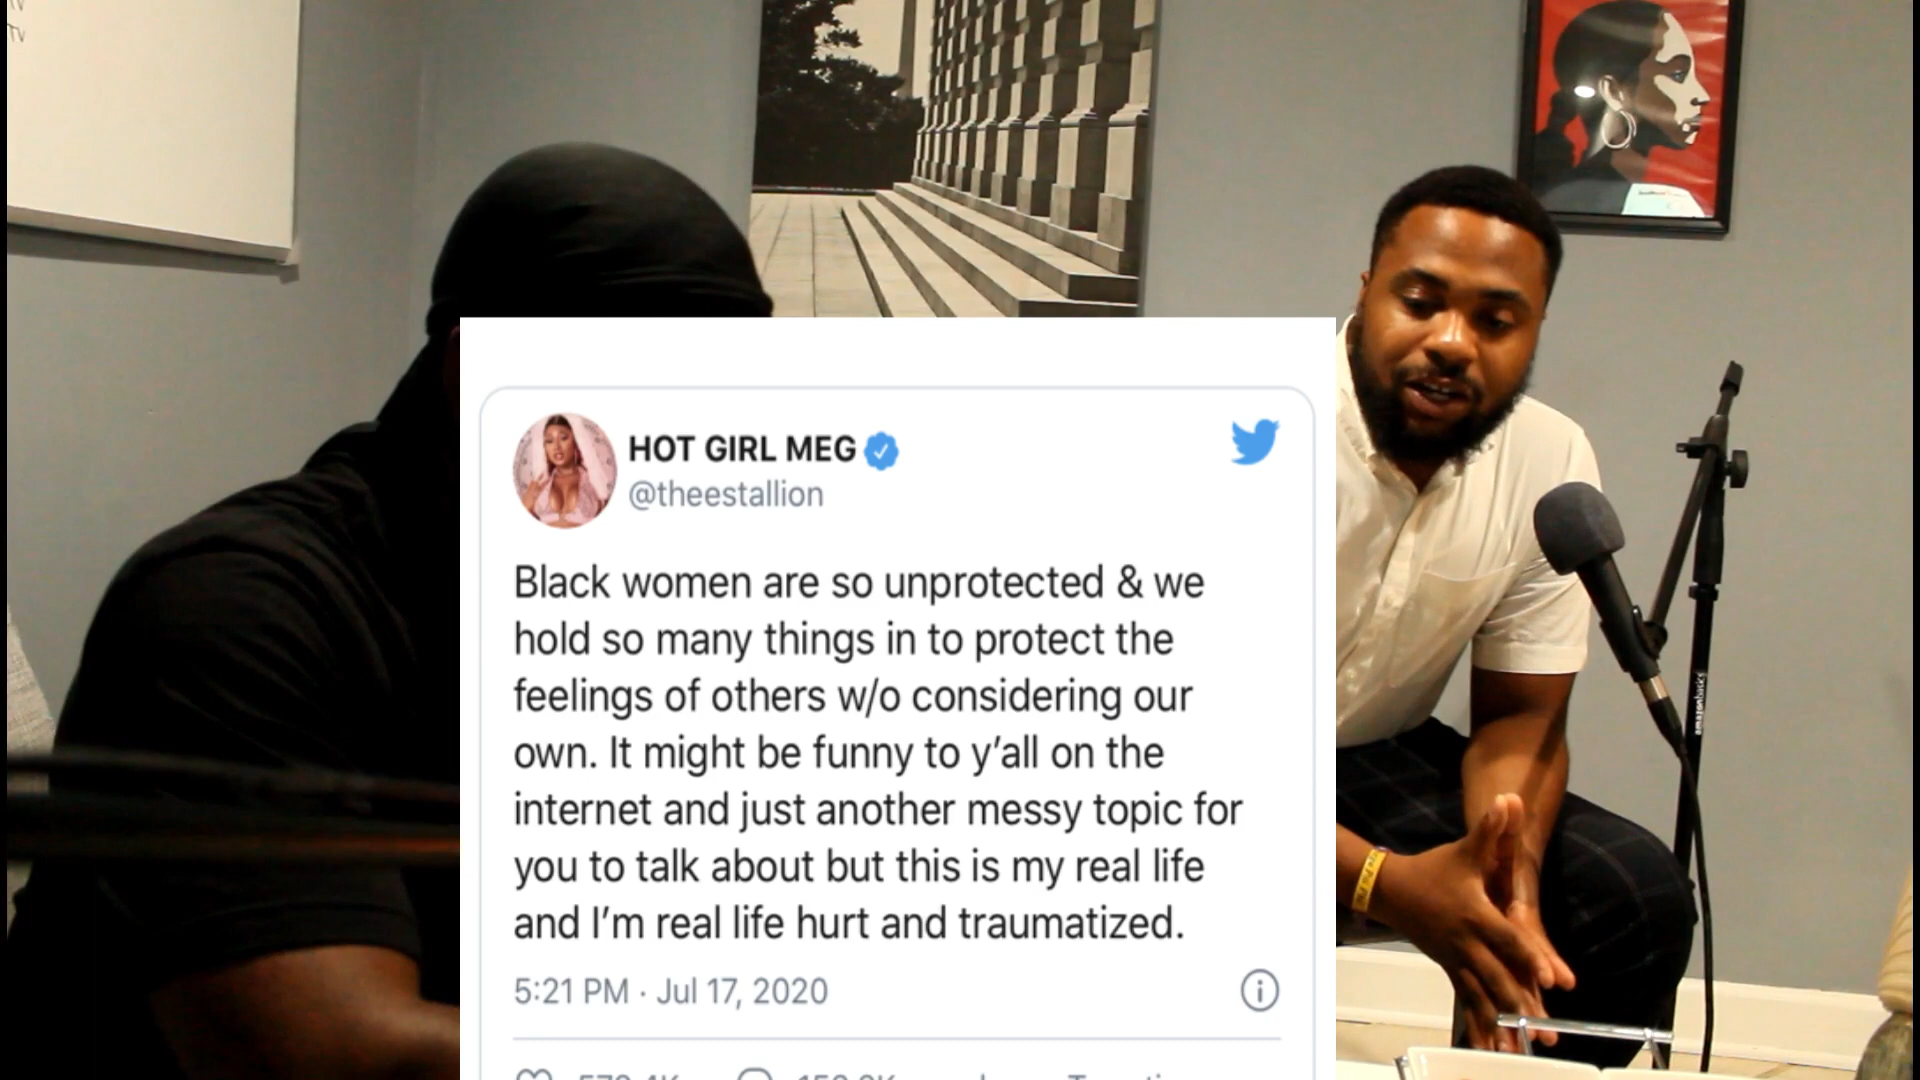 TV
HOT GIRL MEG
@theestallion
Black women are so unprotected & we
hold so many things in to protect the
feelings of others w/o considering our
own. It might be funny to y’all on the
internet and just another messy topic for
you to talk about but this is my real life
and I’m real life hurt and traumatized.
5:21 PM · Jul 17, 2020
amazonbasics